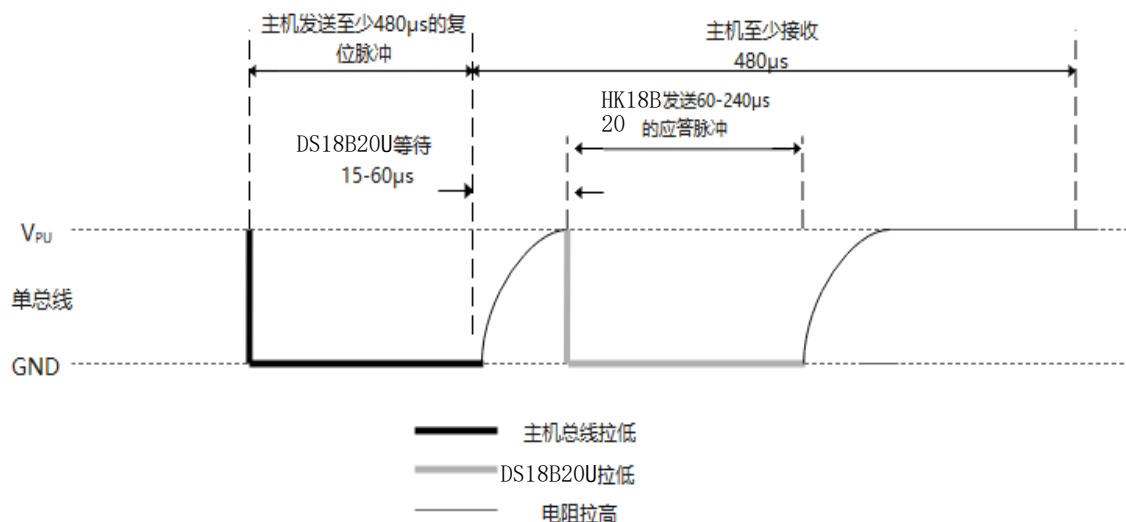 主机发送至少480μs的复
位脉冲
主机至少接收
480μs
HK18B发送60-240μs
20 的应答脉冲
DS18B20U等待
15-60μs
VPU
单总线
GND
主机总线拉低
DS18B20U拉低
电阻拉高